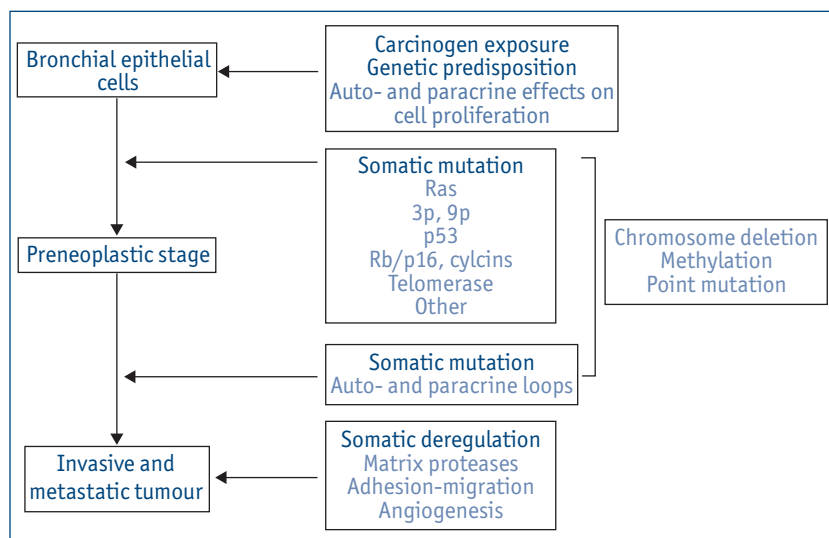 Bronchial epithelial
cells
Carcinogen exposure
Genetic predisposition
Auto- and paracrine effects on
cell proliferation
Somatic mutation
Ras
3p, 9p
p53
Rb/p16, cylcins
Telomerase
Other
Chromosome deletion
Methylation
Point mutation
Preneoplastic stage
Somatic mutation
Auto- and paracrine loops
Invasive and
metastatic tumour
Somatic deregulation
Matrix proteases
Adhesion-migration
Angiogenesis